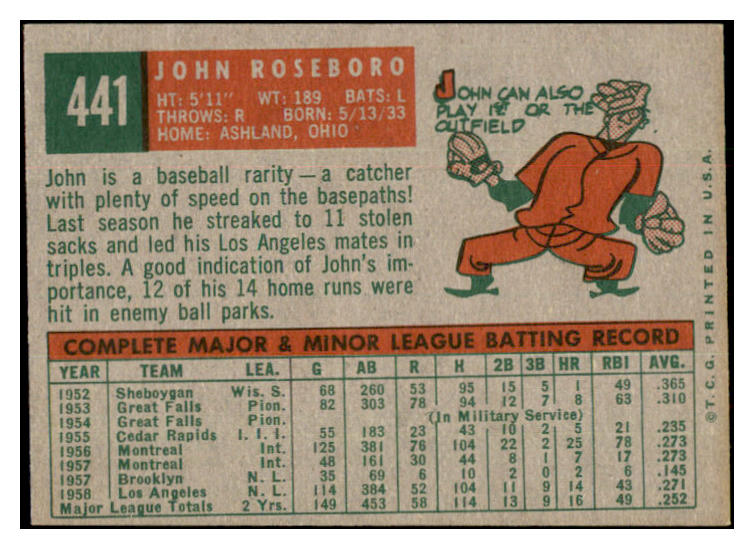 441
JOHN ROSEBORO
HT: 5'11" WT: 189 BATS: L
THROWS: R BORN: 5/13/33
HOME: ASHLAND, OHIO
JOHN CAN ALSO
PLAY 1ST OR THE
OUTFIELD
John is a baseball rarity — a catcher
with plenty of speed on the basepaths!
Last season he streaked to 11 stolen
sacks and led his Los Angeles mates in
triples. A good indication of John's im-
portance, 12 of his 14 home runs were
hit in enemy ball parks.
COMPLETE MAJOR & MINOR LEAGUE BATTING RECORD
YEAR TEAM LEA. G AB R H 2B 3B HR RBI AVG.
1952 Sheboygan Wis. S. 68 260 53 95 15 5 1 49 .365
1953 Great Falls Pion. 82 303 78 94 12 7 8 63 .310
1954 Great Falls Pion. (In Military Service)
1955 Cedar Rapids I. I. I. 55 183 23 43 10 2 5 21 .235
1956 Montreal Int. 125 381 76 104 22 2 25 78 .273
1957 Montreal Int. 48 161 30 44 8 1 7 17 .273
1957 Brooklyn N. L. 35 69 6 10 2 0 2 6 .145
1958 Los Angeles N. L. 114 384 52 104 11 9 14 43 .271
Major League Totals 2 Yrs. 149 453 58 114 13 9 16 49 .252
© T. C. G. PRINTED IN U.S.A.